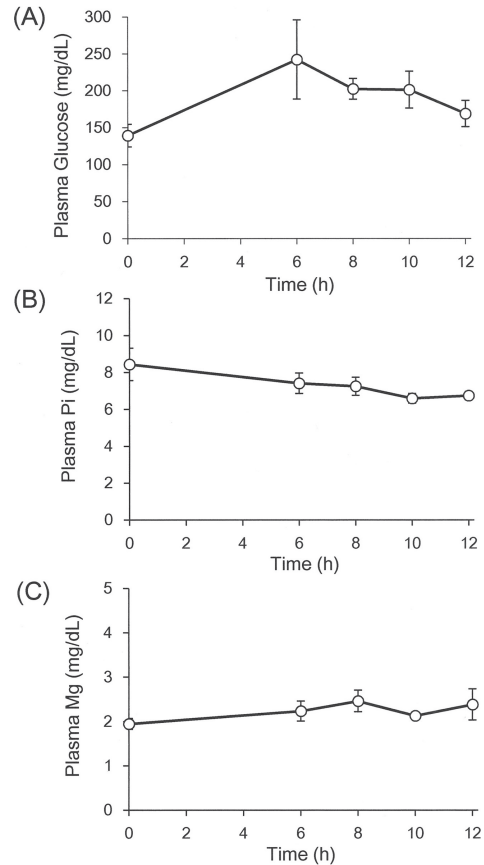 (A)
Plasma Glucose (mg/dL)
300
250
200
150
100
50
0
0 2 4 6 8 10 12
Time (h)
(B)
Plasma Pi (mg/dL)
12
10
8
6
4
2
0
0 2 4 6 8 10 12
Time (h)
(C)
Plasma Mg (mg/dL)
5
4
3
2
1
0
0 2 4 6 8 10 12
Time (h)